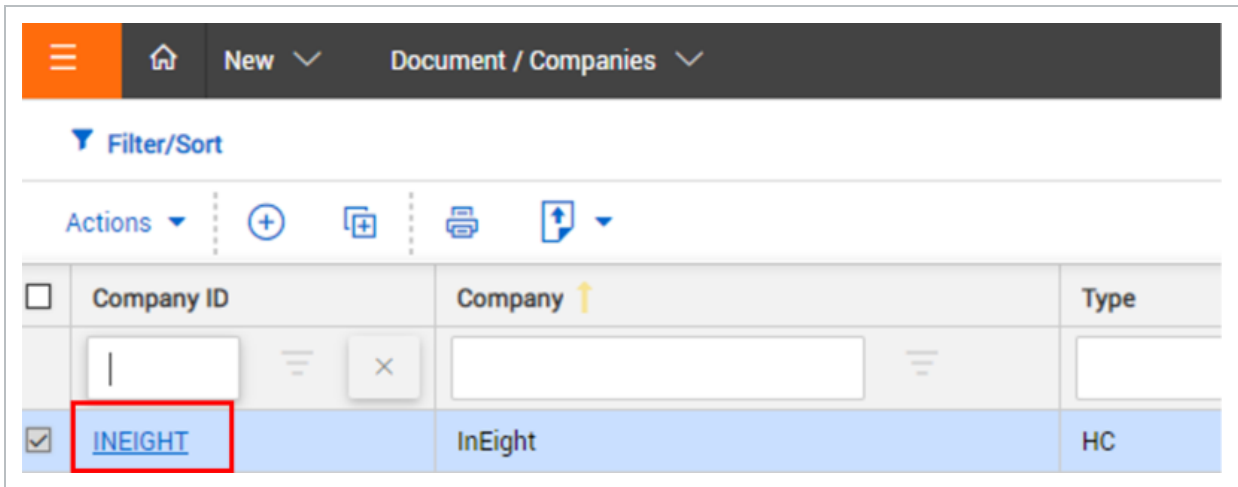 New Document / Companies
Filter/Sort
Actions
Company ID Company Type
INEIGHT InEight HC